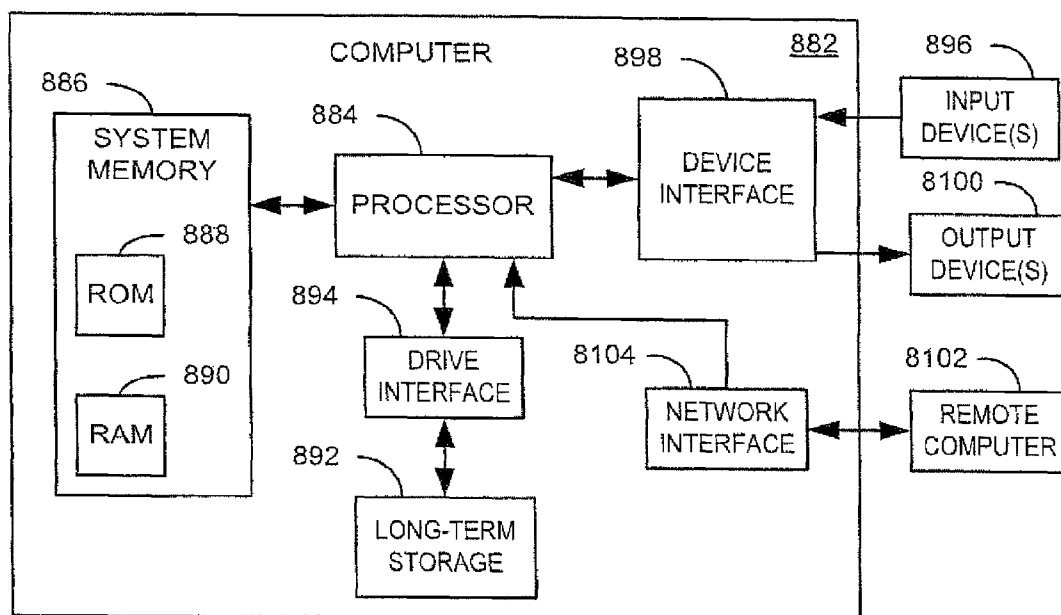 COMPUTER
882
886
SYSTEM
MEMORY
888
ROM
890
RAM
884
PROCESSOR
894
DRIVE
INTERFACE
892
LONG-TERM
STORAGE
898
DEVICE
INTERFACE
8104
NETWORK
INTERFACE
896
INPUT
DEVICE(S)
8100
OUTPUT
DEVICE(S)
8102
REMOTE
COMPUTER